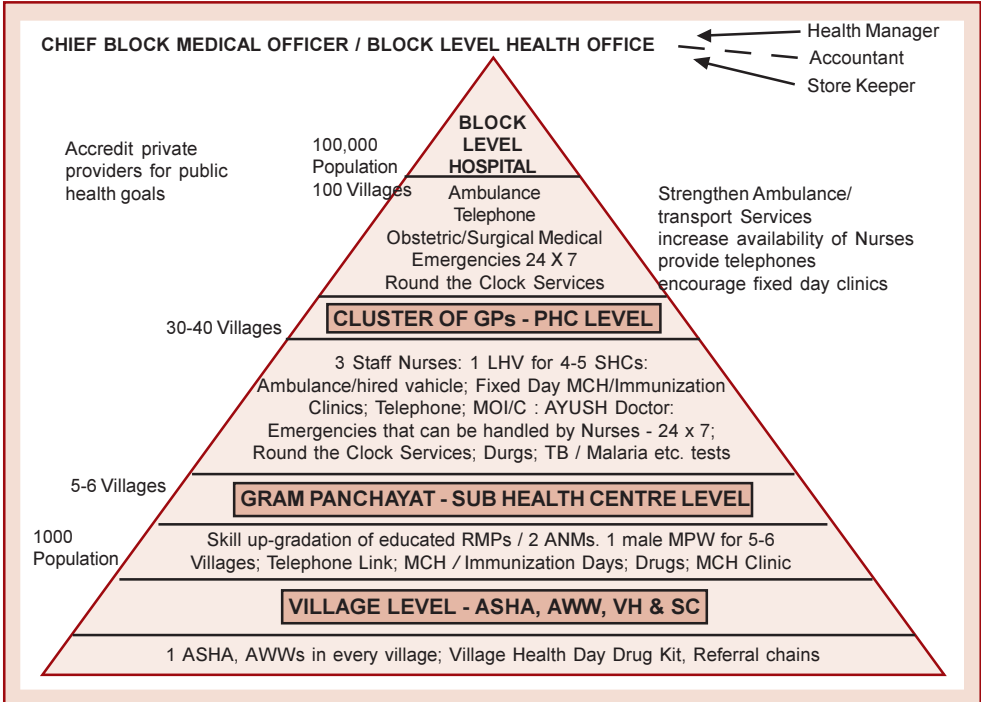 CHIEF BLOCK MEDICAL OFFICER / BLOCK LEVEL HEALTH OFFICE
Health Manager
Accountant
Store Keeper
Accredit private
providers for public
health goals
100,000
Population
100 Villages
BLOCK
LEVEL
HOSPITAL
Ambulance
Telephone
Obstetric/Surgical Medical
Emergencies 24 X 7
Round the Clock Services
Strengthen Ambulance/
transport Services
increase availability of Nurses
provide telephones
encourage fixed day clinics
30-40 Villages
CLUSTER OF GPs - PHC LEVEL
3 Staff Nurses: 1 LHV for 4-5 SHCs:
Ambulance/hired vehicle; Fixed Day MCH/Immunization
Clinics; Telephone; MOI/C : AYUSH Doctor:
Emergencies that can be handled by Nurses - 24 x 7;
Round the Clock Services; Durgs; TB / Malaria etc. tests
5-6 Villages
GRAM PANCHAYAT - SUB HEALTH CENTRE LEVEL
1000
Population
Skill up-gradation of educated RMPs / 2 ANMs. 1 male MPW for 5-6
Villages; Telephone Link; MCH / Immunization Days; Drugs; MCH Clinic
VILLAGE LEVEL - ASHA, AWW, VH & SC
1 ASHA, AWWs in every village; Village Health Day Drug Kit, Referral chains